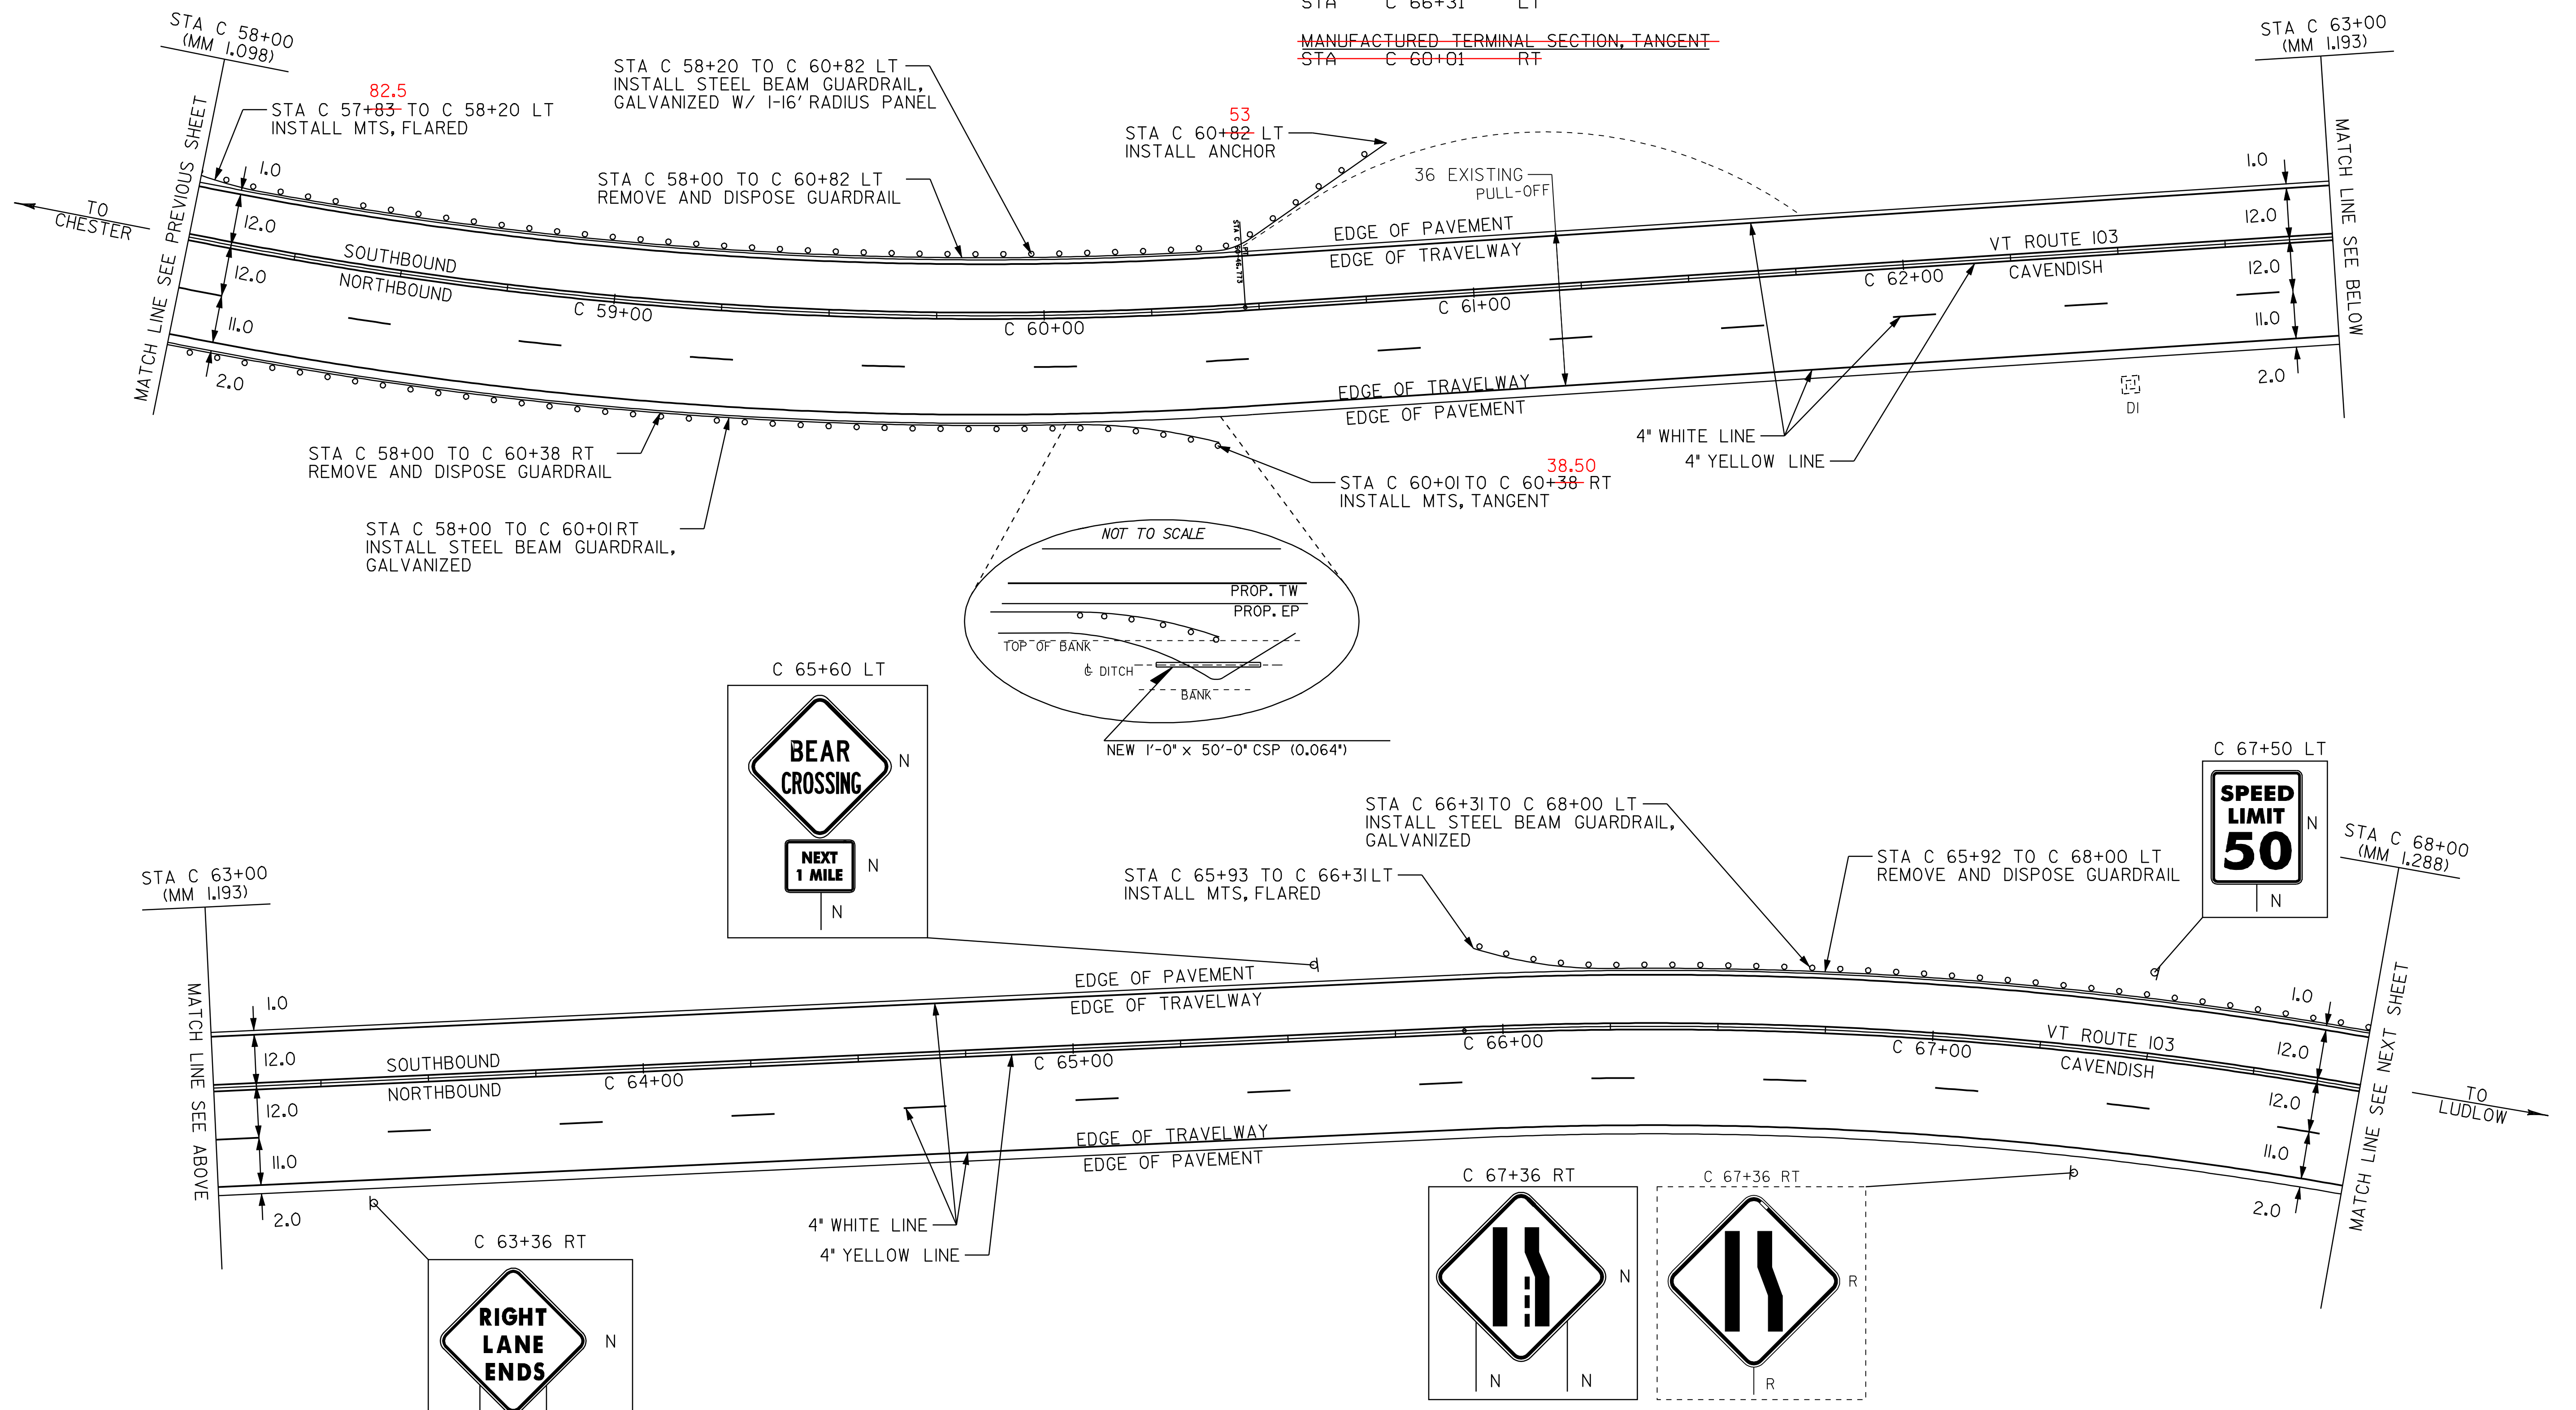 STA C 66+31 LT
MANUFACTURED TERMINAL SECTION, TANGENT
STA C 60+01 RT
STA C 58+00
(MM 1.098)
STA C 63+00
(MM 1.193)
82.5
STA C 57+83 TO C 58+20 LT
INSTALL MTS, FLARED
STA C 58+20 TO C 60+82 LT
INSTALL STEEL BEAM GUARDRAIL,
GALVANIZED W/ 1-16' RADIUS PANEL
53
STA C 60+82 LT
INSTALL ANCHOR
STA C 58+00 TO C 60+82 LT
REMOVE AND DISPOSE GUARDRAIL
36 EXISTING
PULL-OFF
MATCH LINE SEE PREVIOUS SHEET
MATCH LINE SEE BELOW
TO
CHESTER
1.0
12.0
12.0
11.0
2.0
SOUTHBOUND
NORTHBOUND
C 59+00
C 60+00
C 61+00
C 62+00
EDGE OF PAVEMENT
EDGE OF TRAVELWAY
VT ROUTE 103
CAVENDISH
1.0
12.0
12.0
11.0
2.0
EDGE OF TRAVELWAY
EDGE OF PAVEMENT
DI
4" WHITE LINE
4" YELLOW LINE
STA C 58+00 TO C 60+38 RT
REMOVE AND DISPOSE GUARDRAIL
38.50
STA C 60+01 TO C 60+38 RT
INSTALL MTS, TANGENT
STA C 58+00 TO C 60+01 RT
INSTALL STEEL BEAM GUARDRAIL,
GALVANIZED
NOT TO SCALE
PROP. TW
PROP. EP
TOP OF BANK
℄ DITCH
BANK
NEW 1'-0" x 50'-0" CSP (0.064")
C 65+60 LT
BEAR
CROSSING
N
NEXT
1 MILE
N
N
C 67+50 LT
SPEED
LIMIT
50
N
N
STA C 66+31 TO C 68+00 LT
INSTALL STEEL BEAM GUARDRAIL,
GALVANIZED
STA C 65+92 TO C 68+00 LT
REMOVE AND DISPOSE GUARDRAIL
STA C 65+93 TO C 66+31 LT
INSTALL MTS, FLARED
STA C 63+00
(MM 1.193)
STA C 68+00
(MM 1.288)
MATCH LINE SEE ABOVE
MATCH LINE SEE NEXT SHEET
1.0
12.0
12.0
11.0
2.0
SOUTHBOUND
NORTHBOUND
C 64+00
C 65+00
C 66+00
C 67+00
EDGE OF PAVEMENT
EDGE OF TRAVELWAY
VT ROUTE 103
CAVENDISH
1.0
12.0
12.0
11.0
2.0
TO
LUDLOW
EDGE OF TRAVELWAY
EDGE OF PAVEMENT
4" WHITE LINE
4" YELLOW LINE
C 63+36 RT
RIGHT
LANE
ENDS
N
C 67+36 RT
N
N
N
C 67+36 RT
R
R